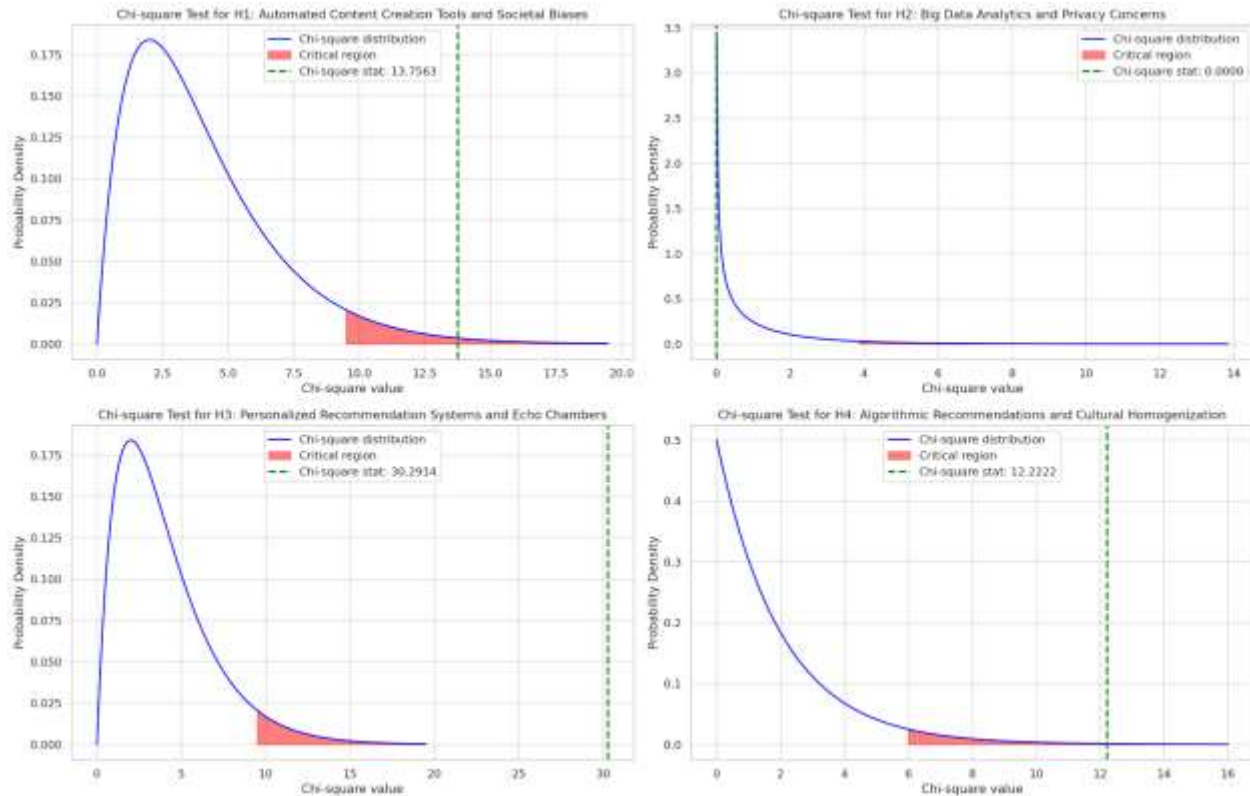 Chi-square Test for H1: Automated Content Creation Tools and Societal Biases
Chi-square distribution
Critical region
Chi-square stat: 13.7563
Probability Density
0.175
0.150
0.125
0.100
0.075
0.050
0.025
0.000
0.0 2.5 5.0 7.5 10.0 12.5 15.0 17.5 20.0
Chi-square value
Chi-square Test for H2: Big Data Analytics and Privacy Concerns
Chi-square distribution
Critical region
Chi-square stat: 0.0000
Probability Density
3.5
3.0
2.5
2.0
1.5
1.0
0.5
0.0
0 2 4 6 8 10 12 14
Chi-square value
Chi-square Test for H3: Personalized Recommendation Systems and Echo Chambers
Chi-square distribution
Critical region
Chi-square stat: 30.2914
Probability Density
0.175
0.150
0.125
0.100
0.075
0.050
0.025
0.000
0 5 10 15 20 25 30
Chi-square value
Chi-square Test for H4: Algorithmic Recommendations and Cultural Homogenization
Chi-square distribution
Critical region
Chi-square stat: 12.2222
Probability Density
0.5
0.4
0.3
0.2
0.1
0.0
0 2 4 6 8 10 12 14 16
Chi-square value